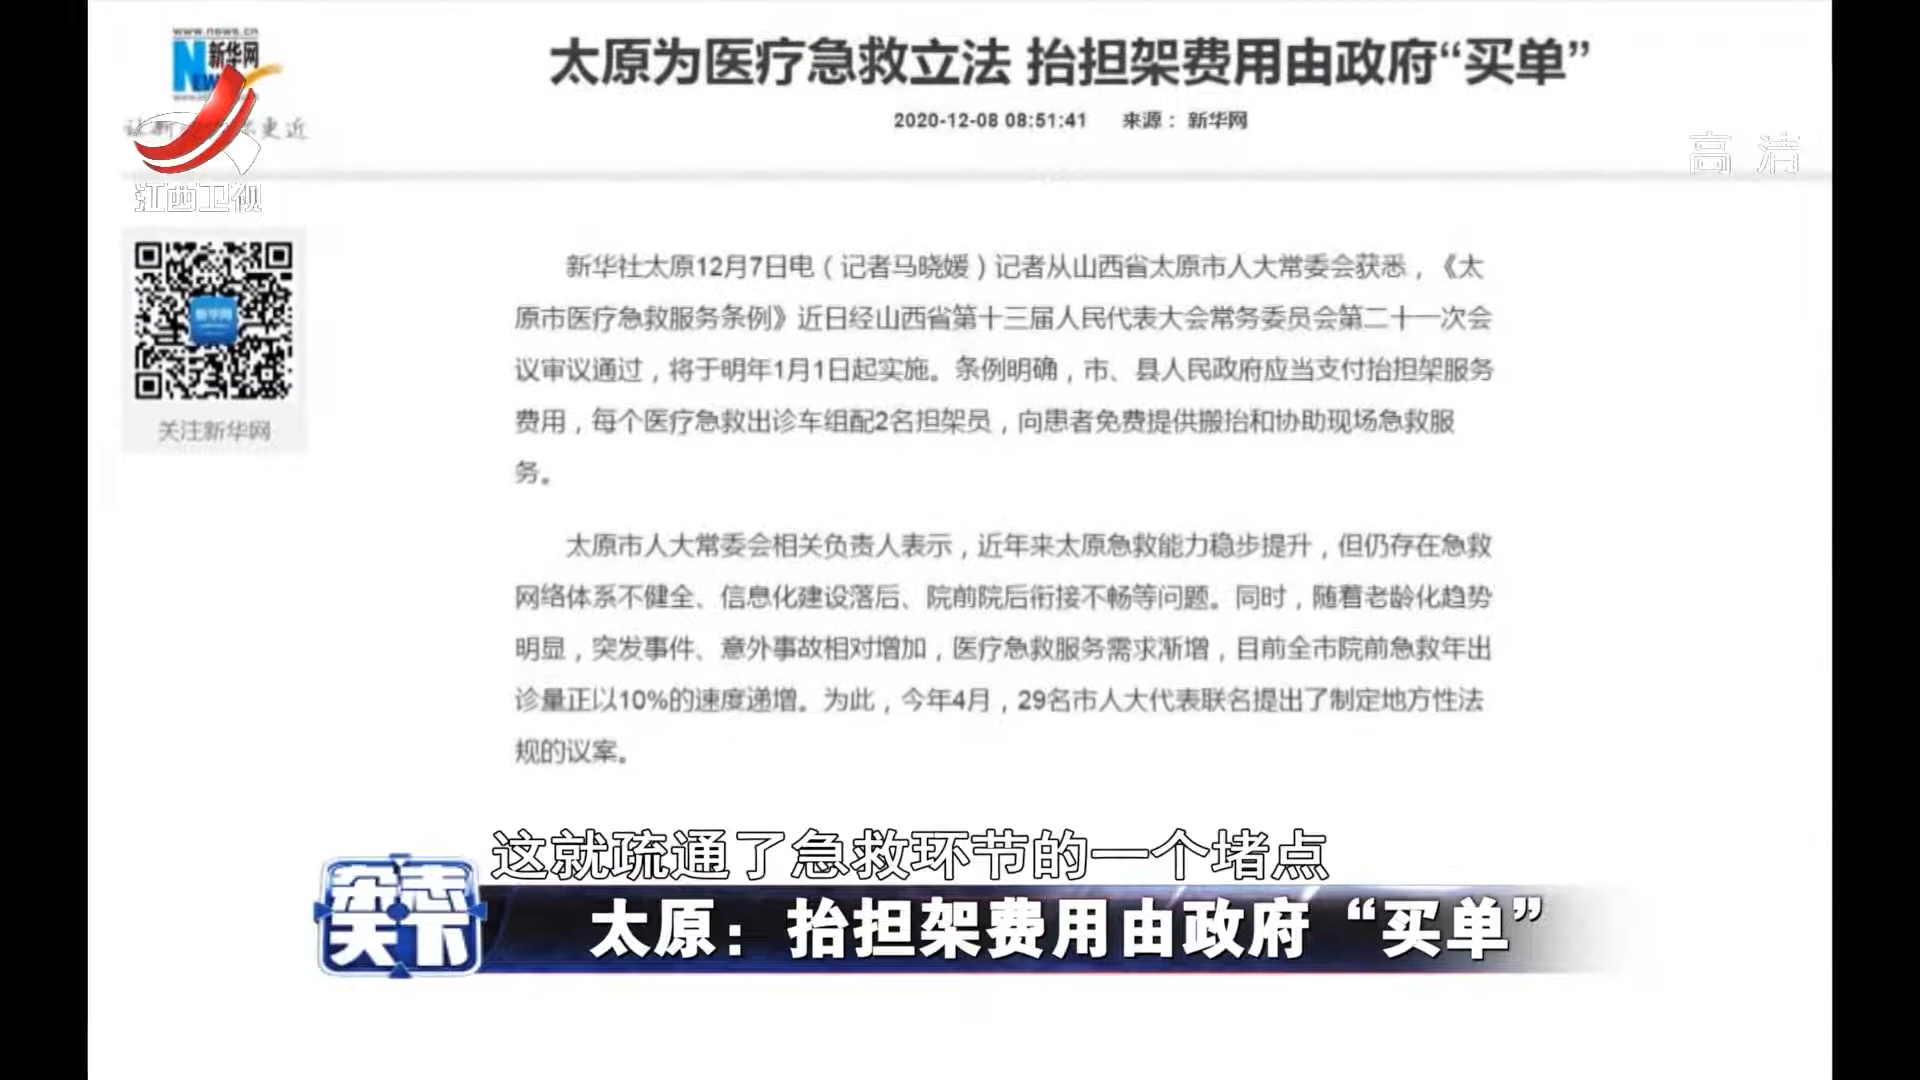 www.news.cn
新华网
太原为医疗急救立法 抬担架费用由政府“买单”
2020-12-08 08:51:41 来源：新华网
江西卫视
高清
关注新华网
新华社太原12月7日电（记者马晓媛）记者从山西省太原市人大常委会获悉，《太
原市医疗急救服务条例》近日经山西省第十三届人民代表大会常务委员会第二十一次会
议审议通过，将于明年1月1日起实施。条例明确，市、县人民政府应当支付抬担架服务
费用，每个医疗急救出诊车组配2名担架员，向患者免费提供搬抬和协助现场急救服
务。
太原市人大常委会相关负责人表示，近年来太原急救能力稳步提升，但仍存在急救
网络体系不健全、信息化建设落后、院前院后衔接不畅等问题。同时，随着老龄化趋势
明显，突发事件、意外事故相对增加，医疗急救服务需求渐增，目前全市院前急救年出
诊量正以10%的速度递增。为此，今年4月，29名市人大代表联名提出了制定地方性法
规的议案。
这就疏通了急救环节的一个堵点
杂志
天下
太原：抬担架费用由政府“买单”